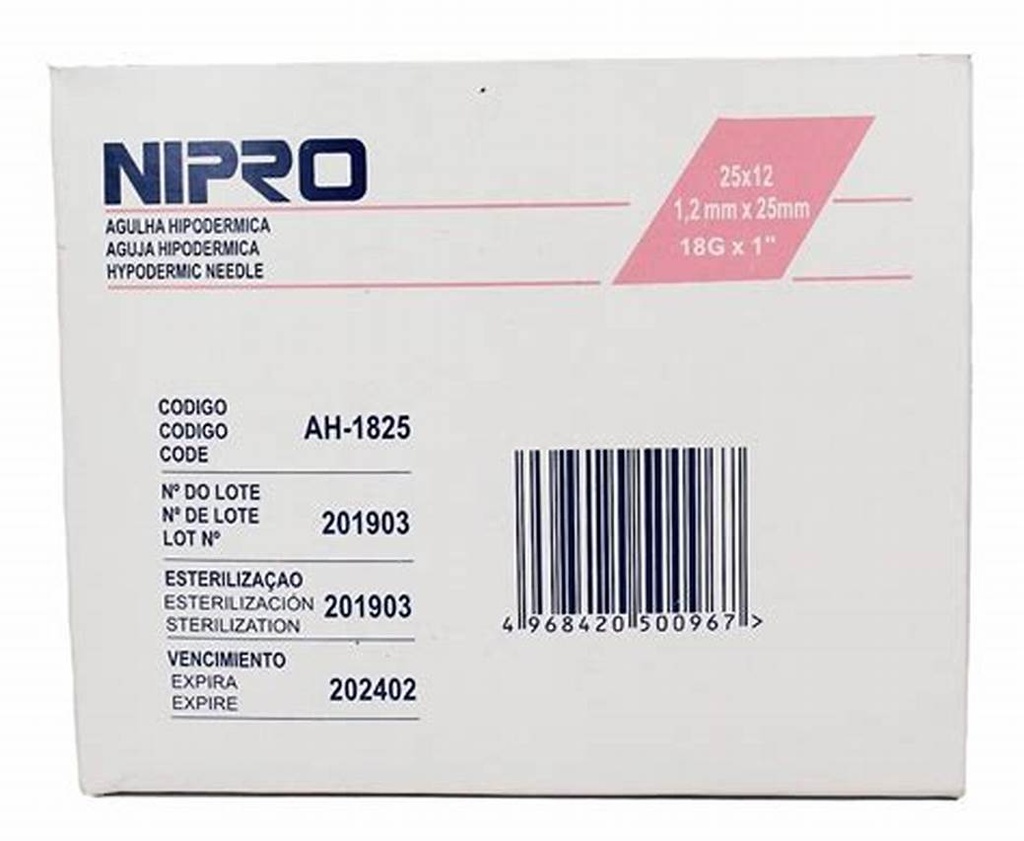 NIPRO
AGULHA HIPODERMICA
AGUJA HIPODERMICA
HYPODERMIC NEEDLE
25x12
1,2 mm x 25mm
18G x 1"
CODIGO
CODIGO
CODE
AH-1825
Nº DO LOTE
Nº DE LOTE
LOT Nº
201903
ESTERILIZAÇAO
ESTERILIZACIÓN
STERILIZATION
201903
VENCIMIENTO
EXPIRA
EXPIRE
202402
4 968420 500967 >